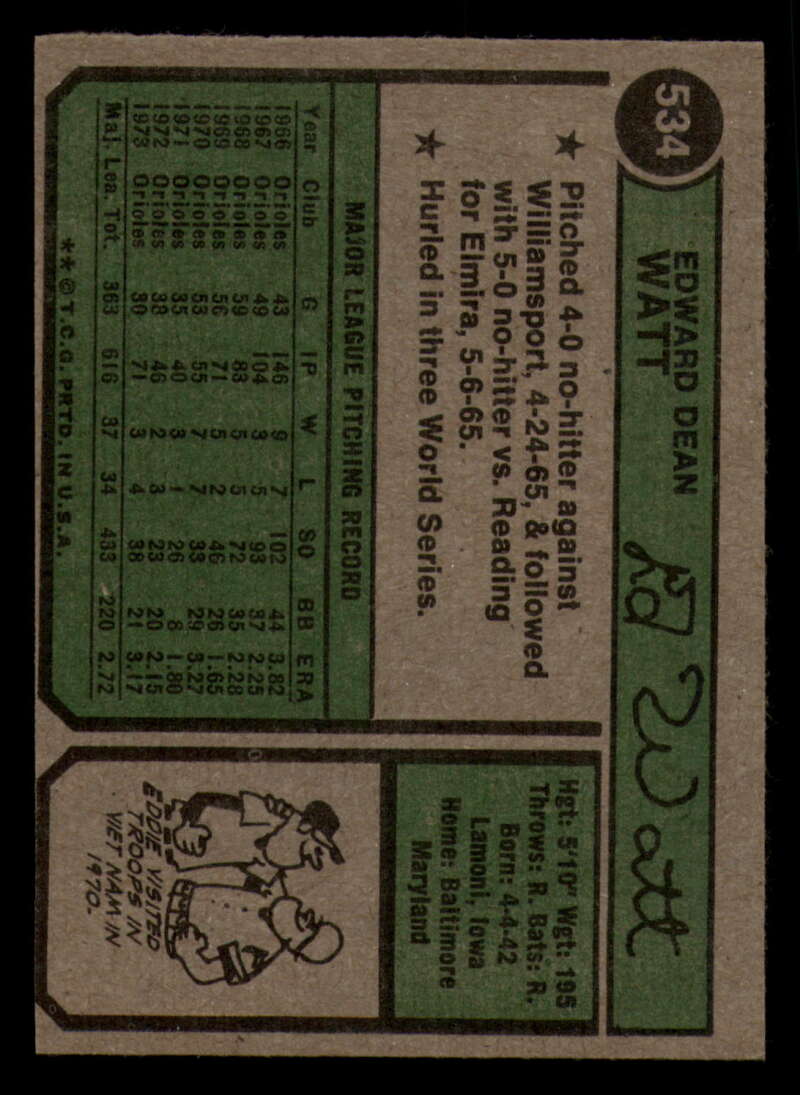 534
EDWARD DEAN
WATT
Ed Watt
★ Pitched 4-0 no-hitter against
Williamsport, 4-24-65, & followed
with 5-0 no-hitter vs. Reading
for Elmira, 5-6-65.
★ Hurled in three World Series.
Hgt: 5'10" Wgt: 195
Throws: R. Bats: R.
Born: 4-4-42
Lamoni, Iowa
Home: Baltimore
Maryland
MAJOR LEAGUE PITCHING RECORD
Year Club G IP W L SO BB ERA
1966 Orioles 43 146 9 7 102 44 3.82
1967 Orioles 49 104 3 5 93 37 2.25
1968 Orioles 59 83 5 5 72 35 2.28
1969 Orioles 56 71 5 2 46 26 1.65
1970 Orioles 53 55 7 7 33 29 3.27
1971 Orioles 35 40 3 1 26 8 1.80
1972 Orioles 38 46 2 3 23 20 2.15
1973 Orioles 30 71 3 4 38 21 3.17
Maj. Lea. Tot. 363 616 37 34 433 220 2.72
**©T.C.G. PRTD. IN U.S.A.
EDDIE VISITED
TROOPS IN
VIET NAM IN
1970.